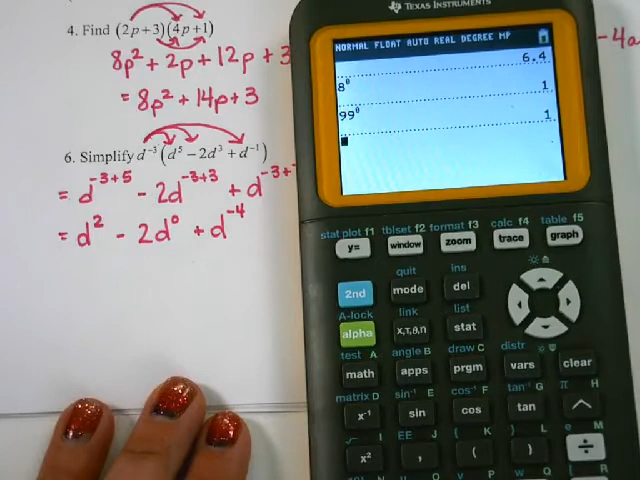 4. Find (2p+3)(4p+1)
8p² + 2p + 12p + 3
= 8p² + 14p + 3
6. Simplify d⁻³(d⁵ − 2d³ + d⁻¹)
= d⁻³⁺⁵ − 2d⁻³⁺³ + d⁻³⁺
= d² − 2d⁰ + d⁻⁴
-4a
TEXAS INSTRUMENTS
NORMAL FLOAT AUTO REAL DEGREE MP
6.4
8⁰
1
99⁰
1
stat plot f1 tblset f2 format f3 calc f4 table f5
y= window zoom trace graph
quit ins
2nd mode del
A-lock link list
alpha X,T,θ,n stat
test A angle B draw C distr
math apps prgm vars clear
matrix D sin⁻¹ E cos⁻¹ F tan⁻¹ G π H
x⁻¹ sin cos tan ^
√ I EE J { K } L e M
x² , ( ) ÷